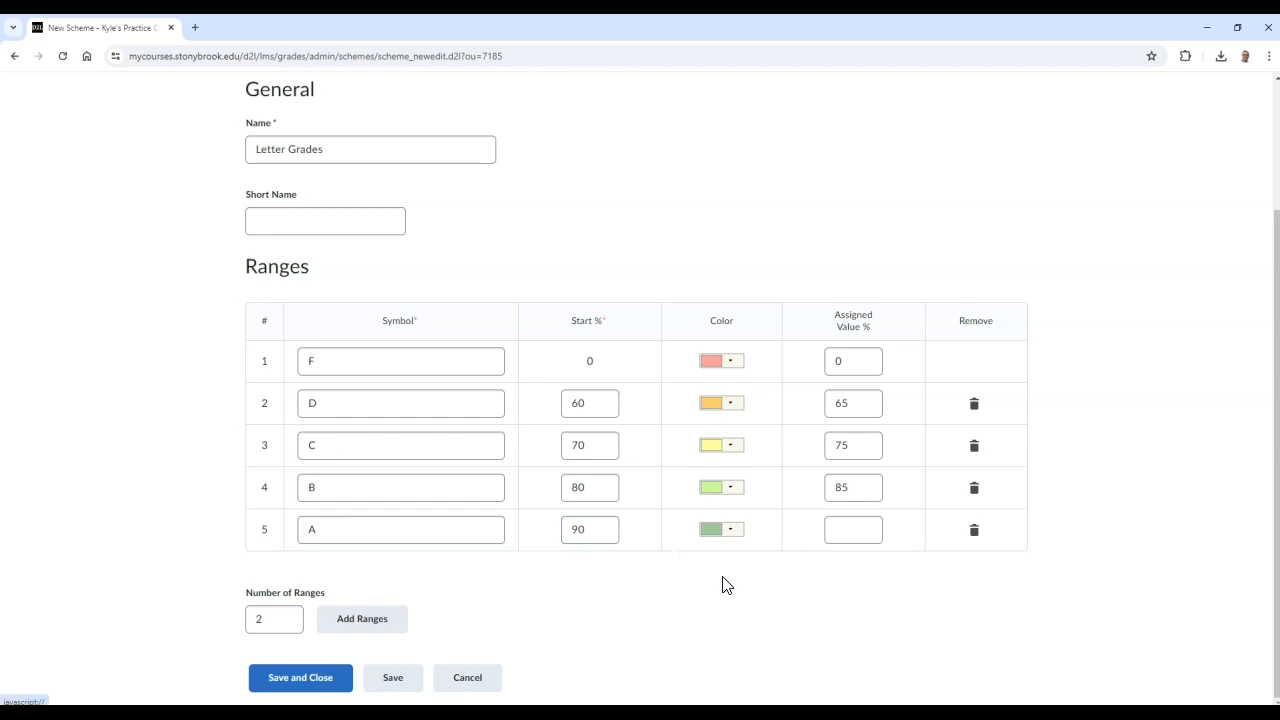 D2L New Scheme - Kyle's Practice C
mycourses.stonybrook.edu/d2l/lms/grades/admin/schemes/scheme_newedit.d2l?ou=7185
General
Name *
Letter Grades
Short Name
Ranges
# Symbol* Start %* Color Assigned Value % Remove
1 F 0 0
2 D 60 65
3 C 70 75
4 B 80 85
5 A 90
Number of Ranges
2 Add Ranges
Save and Close Save Cancel
javascript://